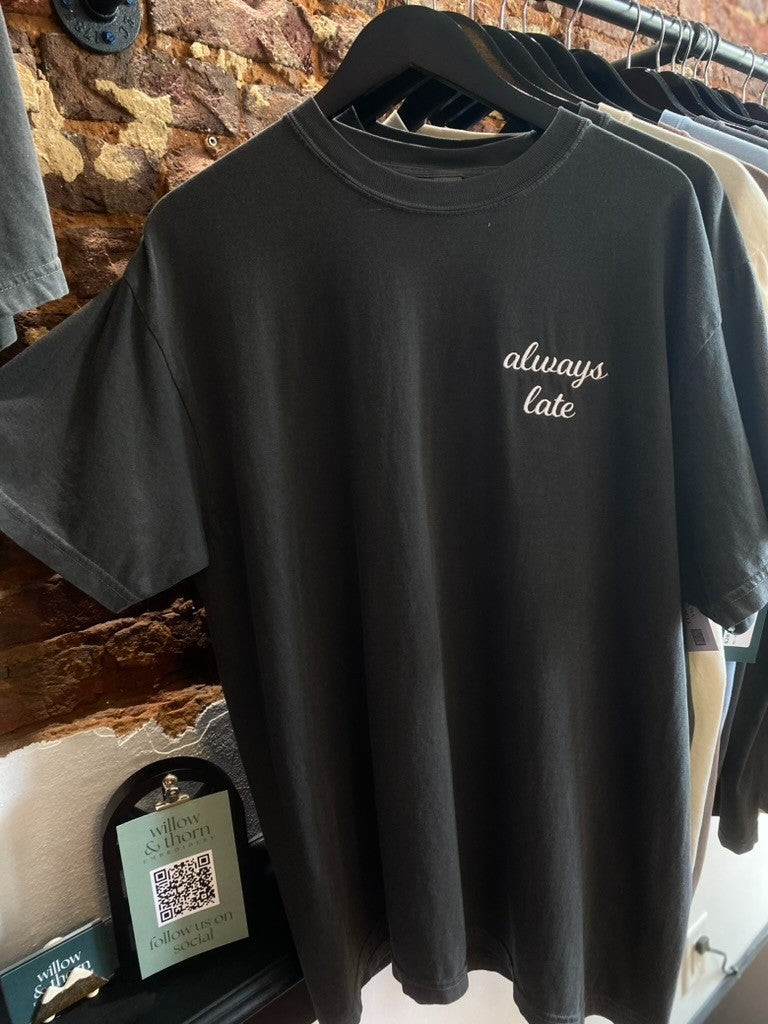 always
late
willow
& thorn
EMBROIDERY
follow us on
social
willow
& thorn